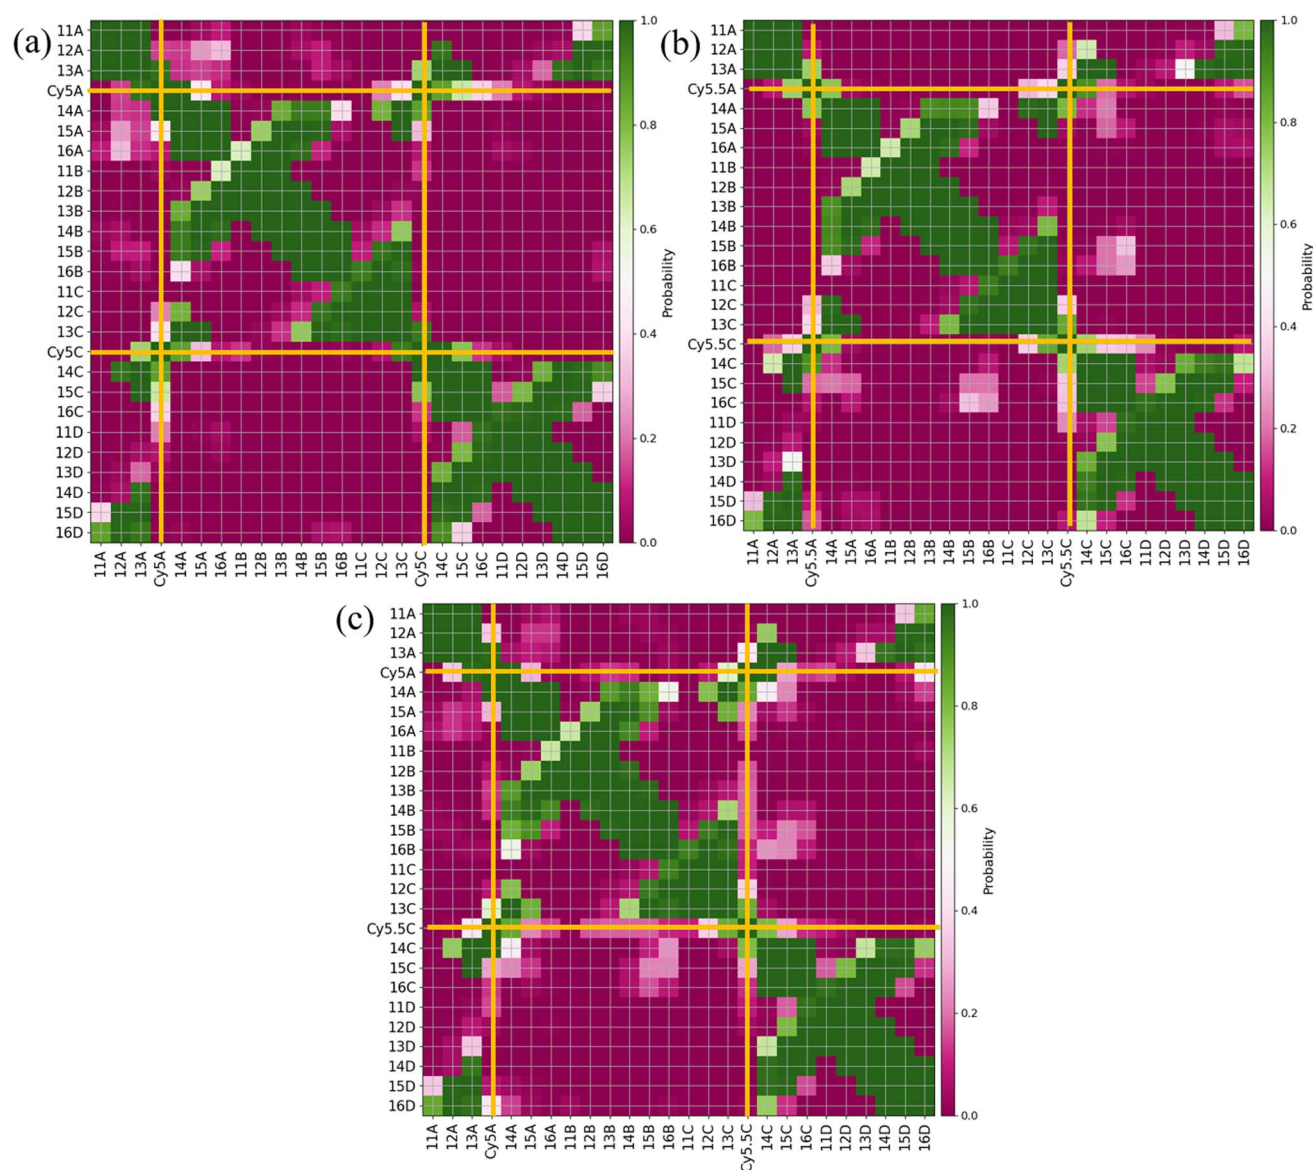 (a)
11A
12A
13A
Cy5A
14A
15A
16A
11B
12B
13B
14B
15B
16B
11C
12C
13C
Cy5C
14C
15C
16C
11D
12D
13D
14D
15D
16D
11A 12A 13A Cy5A 14A 15A 16A 11B 12B 13B 14B 15B 16B 11C 12C 13C Cy5C 14C 15C 16C 11D 12D 13D 14D 15D 16D
1.0
0.8
0.6
0.4
0.2
0.0
Probability
(b)
11A
12A
13A
Cy5.5A
14A
15A
16A
11B
12B
13B
14B
15B
16B
11C
12C
13C
Cy5.5C
14C
15C
16C
11D
12D
13D
14D
15D
16D
11A 12A 13A Cy5.5A 14A 15A 16A 11B 12B 13B 14B 15B 16B 11C 12C 13C Cy5.5C 14C 15C 16C 11D 12D 13D 14D 15D 16D
1.0
0.8
0.6
0.4
0.2
0.0
Probability
(c)
11A
12A
13A
Cy5A
14A
15A
16A
11B
12B
13B
14B
15B
16B
11C
12C
13C
Cy5.5C
14C
15C
16C
11D
12D
13D
14D
15D
16D
11A 12A 13A Cy5A 14A 15A 16A 11B 12B 13B 14B 15B 16B 11C 12C 13C Cy5.5C 14C 15C 16C 11D 12D 13D 14D 15D 16D
1.0
0.8
0.6
0.4
0.2
0.0
Probability